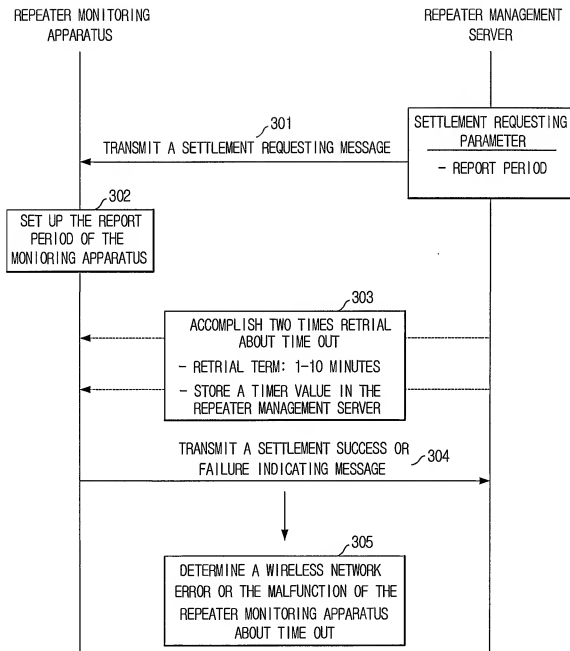 REPEATER MONITORING
APPARATUS
REPEATER MANAGEMENT
SERVER
301
TRANSMIT A SETTLEMENT REQUESTING MESSAGE
SETTLEMENT REQUESTING
PARAMETER
- REPORT PERIOD
302
SET UP THE REPORT
PERIOD OF THE
MONIORING APPARATUS
303
ACCOMPLISH TWO TIMES RETRIAL
ABOUT TIME OUT
- RETRIAL TERM: 1-10 MINUTES
- STORE A TIMER VALUE IN THE
REPEATER MANAGEMENT SERVER
TRANSMIT A SETTLEMENT SUCCESS OR
FAILURE INDICATING MESSAGE
304
305
DETERMINE A WIRELESS NETWORK
ERROR OR THE MALFUNCTION OF THE
REPEATER MONITORING APPARATUS
ABOUT TIME OUT